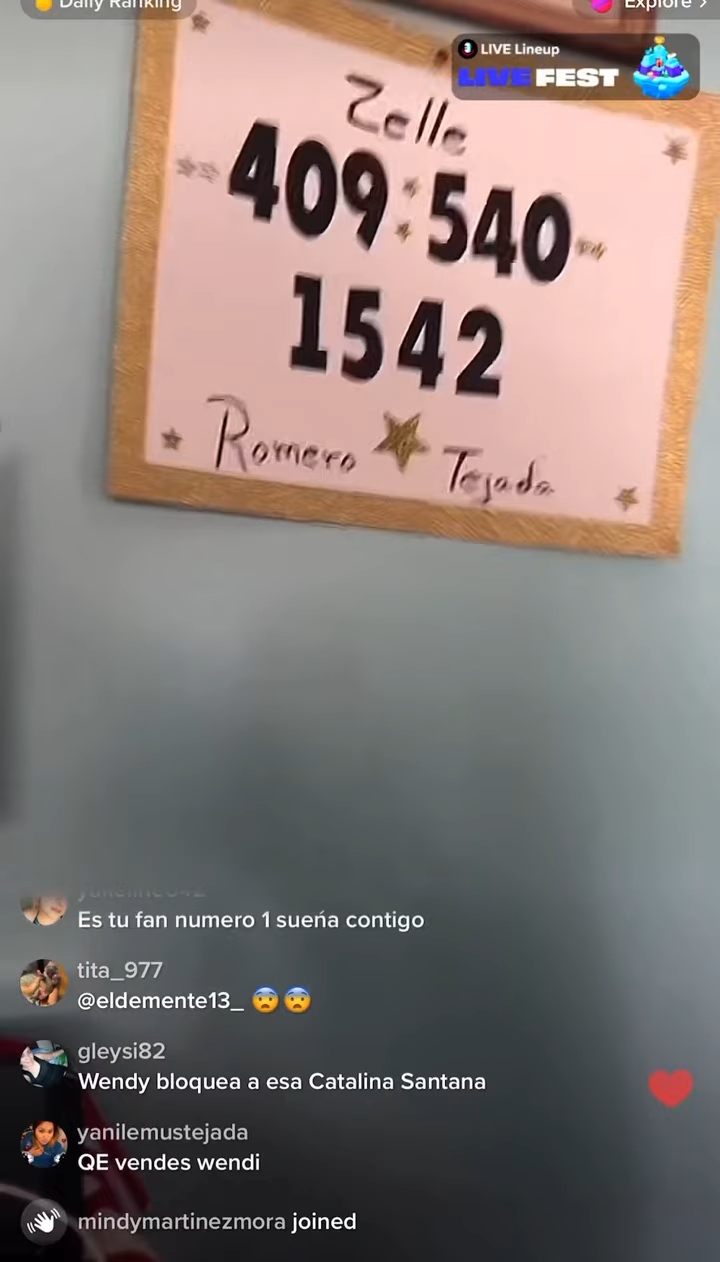 Daily Ranking
Explore >
LIVE Lineup
LIVE FEST
Zelle
409:540
1542
Romero Tejada
Es tu fan numero 1 sueńa contigo
tita_977
@eldemente13_ 😨😨
gleysi82
Wendy bloquea a esa Catalina Santana
yanilemustejada
QE vendes wendi
mindymartinezmora joined